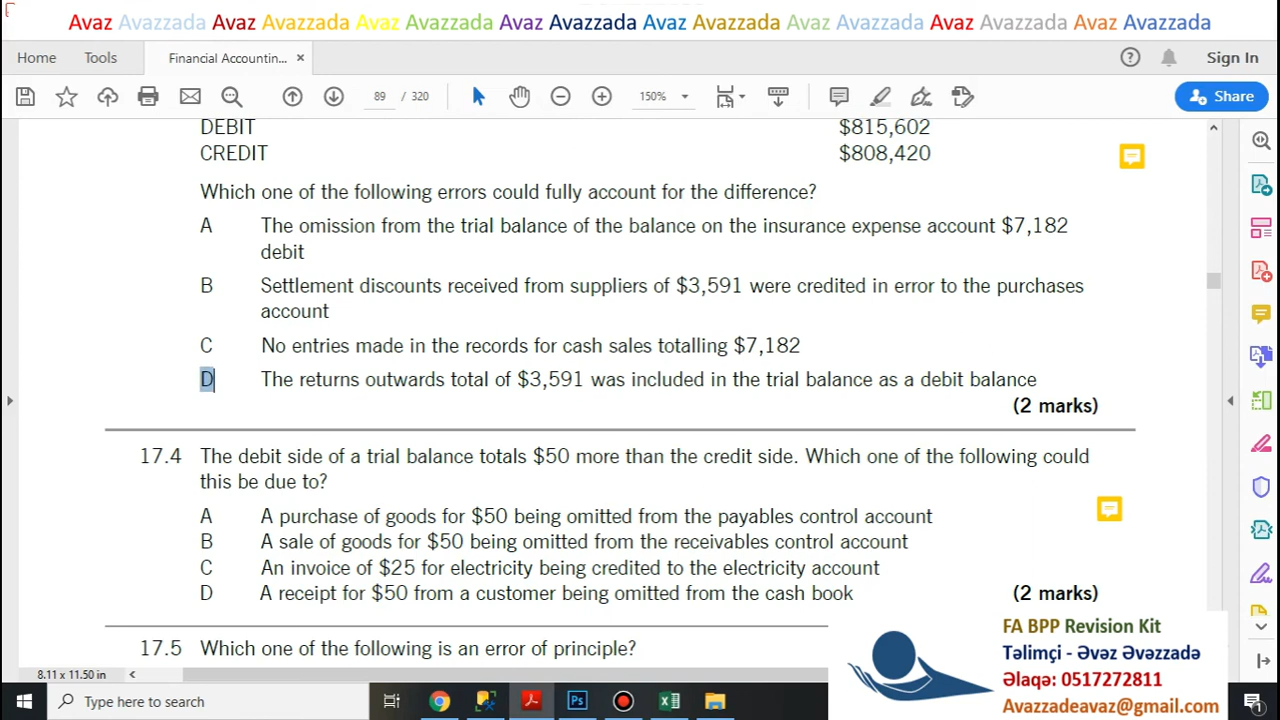 Avaz Avazzada Avaz Avazzada Avaz Avazzada Avaz Avazzada Avaz Avazzada Avaz Avazzada Avaz Avazzada Avaz Avazzada
Home Tools Financial Accountin... × Sign In
89 / 320 150% Share
DEBIT $815,602
CREDIT $808,420
Which one of the following errors could fully account for the difference?
A The omission from the trial balance of the balance on the insurance expense account $7,182
debit
B Settlement discounts received from suppliers of $3,591 were credited in error to the purchases
account
C No entries made in the records for cash sales totalling $7,182
D The returns outwards total of $3,591 was included in the trial balance as a debit balance
(2 marks)
17.4 The debit side of a trial balance totals $50 more than the credit side. Which one of the following could
this be due to?
A A purchase of goods for $50 being omitted from the payables control account
B A sale of goods for $50 being omitted from the receivables control account
C An invoice of $25 for electricity being credited to the electricity account
D A receipt for $50 from a customer being omitted from the cash book (2 marks)
17.5 Which one of the following is an error of principle?
8.11 x 11.50 in
FA BPP Revision Kit
Təlimçi - Əvəz Əvəzzadə
Əlaqə: 0517272811
Avazzadeavaz@gmail.com
Type here to search